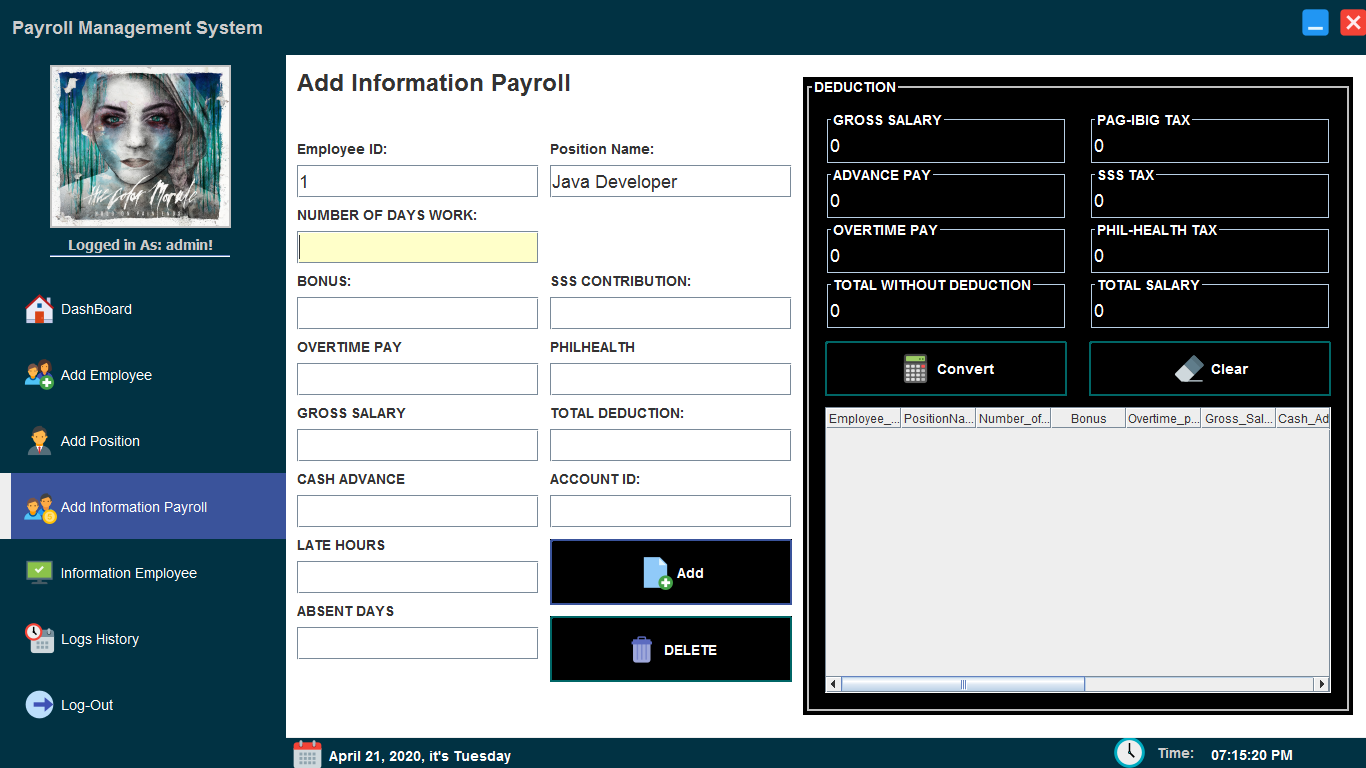 Payroll Management System
Logged in As: admin!
DashBoard
Add Employee
Add Position
Add Information Payroll
Information Employee
Logs History
Log-Out
Add Information Payroll
Employee ID:
1
Position Name:
Java Developer
NUMBER OF DAYS WORK:
BONUS:
SSS CONTRIBUTION:
OVERTIME PAY
PHILHEALTH
GROSS SALARY
TOTAL DEDUCTION:
CASH ADVANCE
ACCOUNT ID:
LATE HOURS
Add
ABSENT DAYS
DELETE
DEDUCTION
GROSS SALARY
0
PAG-IBIG TAX
0
ADVANCE PAY
0
SSS TAX
0
OVERTIME PAY
0
PHIL-HEALTH TAX
0
TOTAL WITHOUT DEDUCTION
0
TOTAL SALARY
0
Convert
Clear
Employee_... PositionNa... Number_of... Bonus Overtime_p... Gross_Sal... Cash_Ad
April 21, 2020, it's Tuesday
Time: 07:15:20 PM